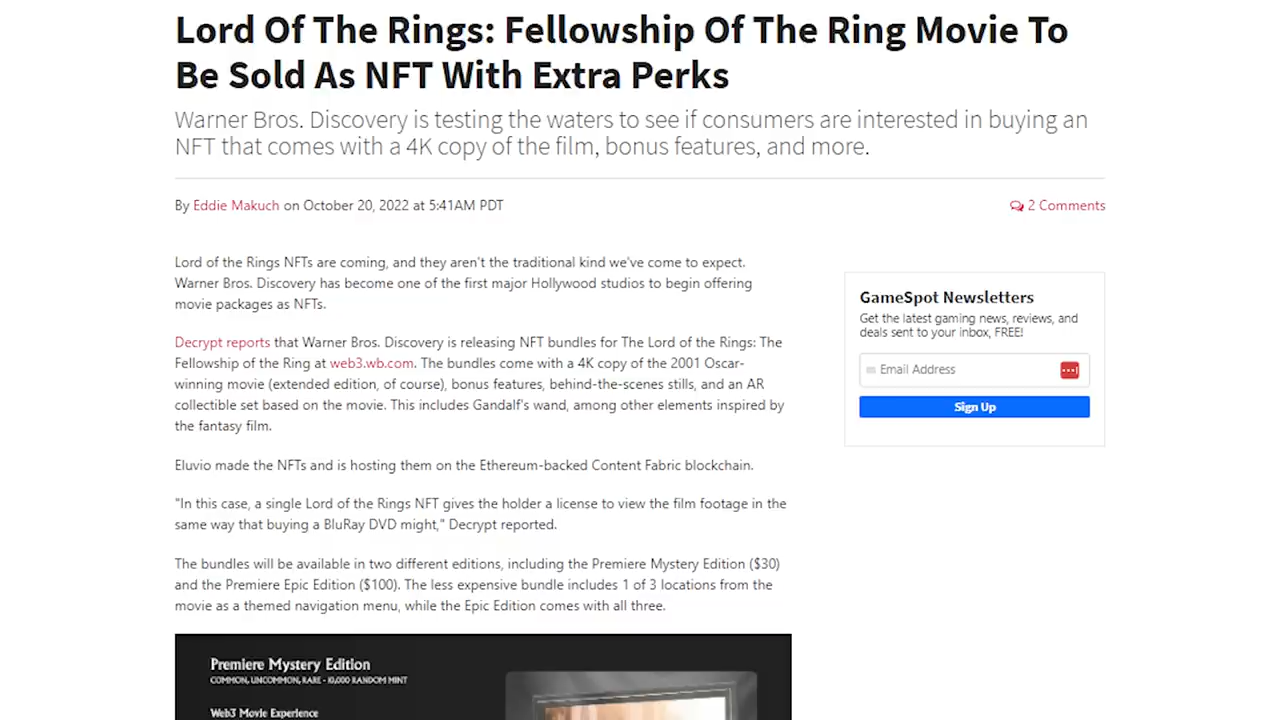 Lord Of The Rings: Fellowship Of The Ring Movie To
Be Sold As NFT With Extra Perks
Warner Bros. Discovery is testing the waters to see if consumers are interested in buying an
NFT that comes with a 4K copy of the film, bonus features, and more.
By Eddie Makuch on October 20, 2022 at 5:41AM PDT
2 Comments
Lord of the Rings NFTs are coming, and they aren't the traditional kind we've come to expect.
Warner Bros. Discovery has become one of the first major Hollywood studios to begin offering
movie packages as NFTs.
Decrypt reports that Warner Bros. Discovery is releasing NFT bundles for The Lord of the Rings: The
Fellowship of the Ring at web3.wb.com. The bundles come with a 4K copy of the 2001 Oscar-
winning movie (extended edition, of course), bonus features, behind-the-scenes stills, and an AR
collectible set based on the movie. This includes Gandalf's wand, among other elements inspired by
the fantasy film.
Eluvio made the NFTs and is hosting them on the Ethereum-backed Content Fabric blockchain.
"In this case, a single Lord of the Rings NFT gives the holder a license to view the film footage in the
same way that buying a BluRay DVD might," Decrypt reported.
The bundles will be available in two different editions, including the Premiere Mystery Edition ($30)
and the Premiere Epic Edition ($100). The less expensive bundle includes 1 of 3 locations from the
movie as a themed navigation menu, while the Epic Edition comes with all three.
GameSpot Newsletters
Get the latest gaming news, reviews, and
deals sent to your inbox, FREE!
Email Address
Sign Up
Premiere Mystery Edition
COMMON, UNCOMMON, RARE - 10,000 RANDOM MINT
Web3 Movie Experience